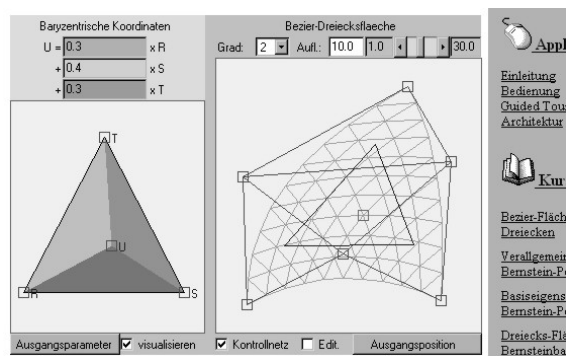 Baryzentrische Koordinaten
U = 0.3 x R
+ 0.4 x S
+ 0.3 x T
T
U
R
S
Ausgangsparameter visualisieren
Bezier-Dreiecksflaeche
Grad: 2 Aufl.: 10.0 1.0 30.0
Kontrollnetz Edit. Ausgangsposition
Appl
Einleitung
Bedienung
Guided Tour
Architektur
Kur
Bezier-Fläch
Dreiecken
Verallgemein
Bernstein-Po
Basiseigens
Bernstein-Po
Dreiecks-Flä
Bernsteinba